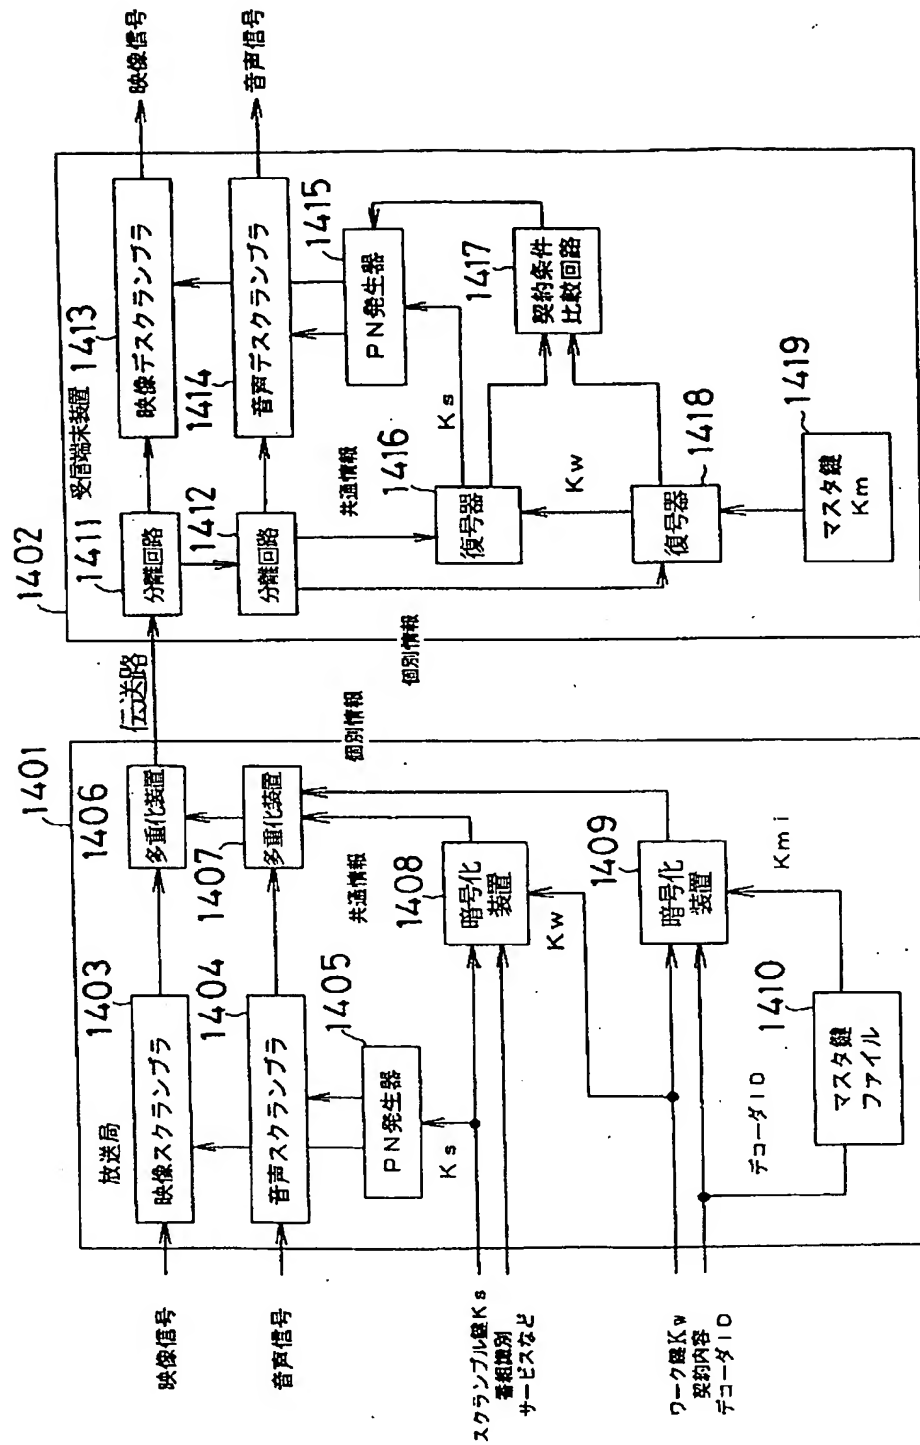 映像信号
音声信号
スクランブル鍵Ks
番組識別
サービスなど
ワーク鍵Kw
契約内容
デコーダID
1401
放送局
1403
映像スクランブラ
1404
音声スクランブラ
1405
PN発生器
Ks
1406
多重化装置
1407
多重化装置
共通情報
個別情報
1408
暗号化
装置
Kw
1409
暗号化
装置
Kmi
デコーダID
1410
マスタ鍵
ファイル
伝送路
個別情報
1402
受信端末装置
1411
分離回路
1412
分離回路
1413
映像デスクランブラ
1414
音声デスクランブラ
1415
PN発生器
共通情報
1416
復号器
Ks
1417
契約条件
比較回路
Kw
1418
復号器
1419
マスタ鍵
Km
映像信号
音声信号